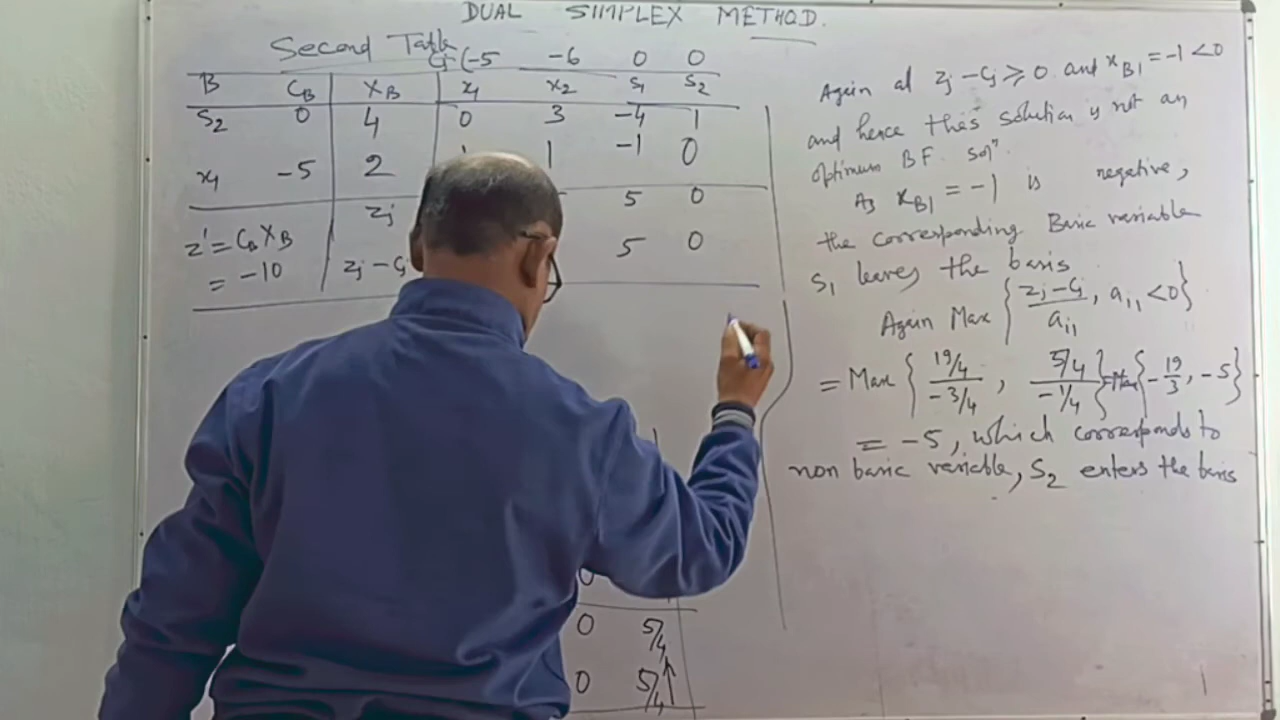 DUAL SIMPLEX METHOD.
Second Table
Cj (-5 -6 0 0
B CB XB x1 x2 s1 s2
S2 0 4 0 3 -4 1
x1 -5 2 1 -1 0
zj 5 0
z' = CB XB
= -10 zj - cj 5 0
0
0 5/4
0 5/4 ↑
Again al zj - cj ⩾ 0 and xB1 = -1 < 0
and hence this solution is not an
optimum BF Solⁿ.
As xB1 = -1 is negative,
the corresponding Basic variable
S1 leaves the basis
Again Max { zj - cj / ai1 , ai1 < 0 }
= Max { 19/4 / -3/4 , 5/4 / -1/4 } = Max { -19/3, -5 }
= -5, which corresponds to
non basic variable, S2 enters the basis